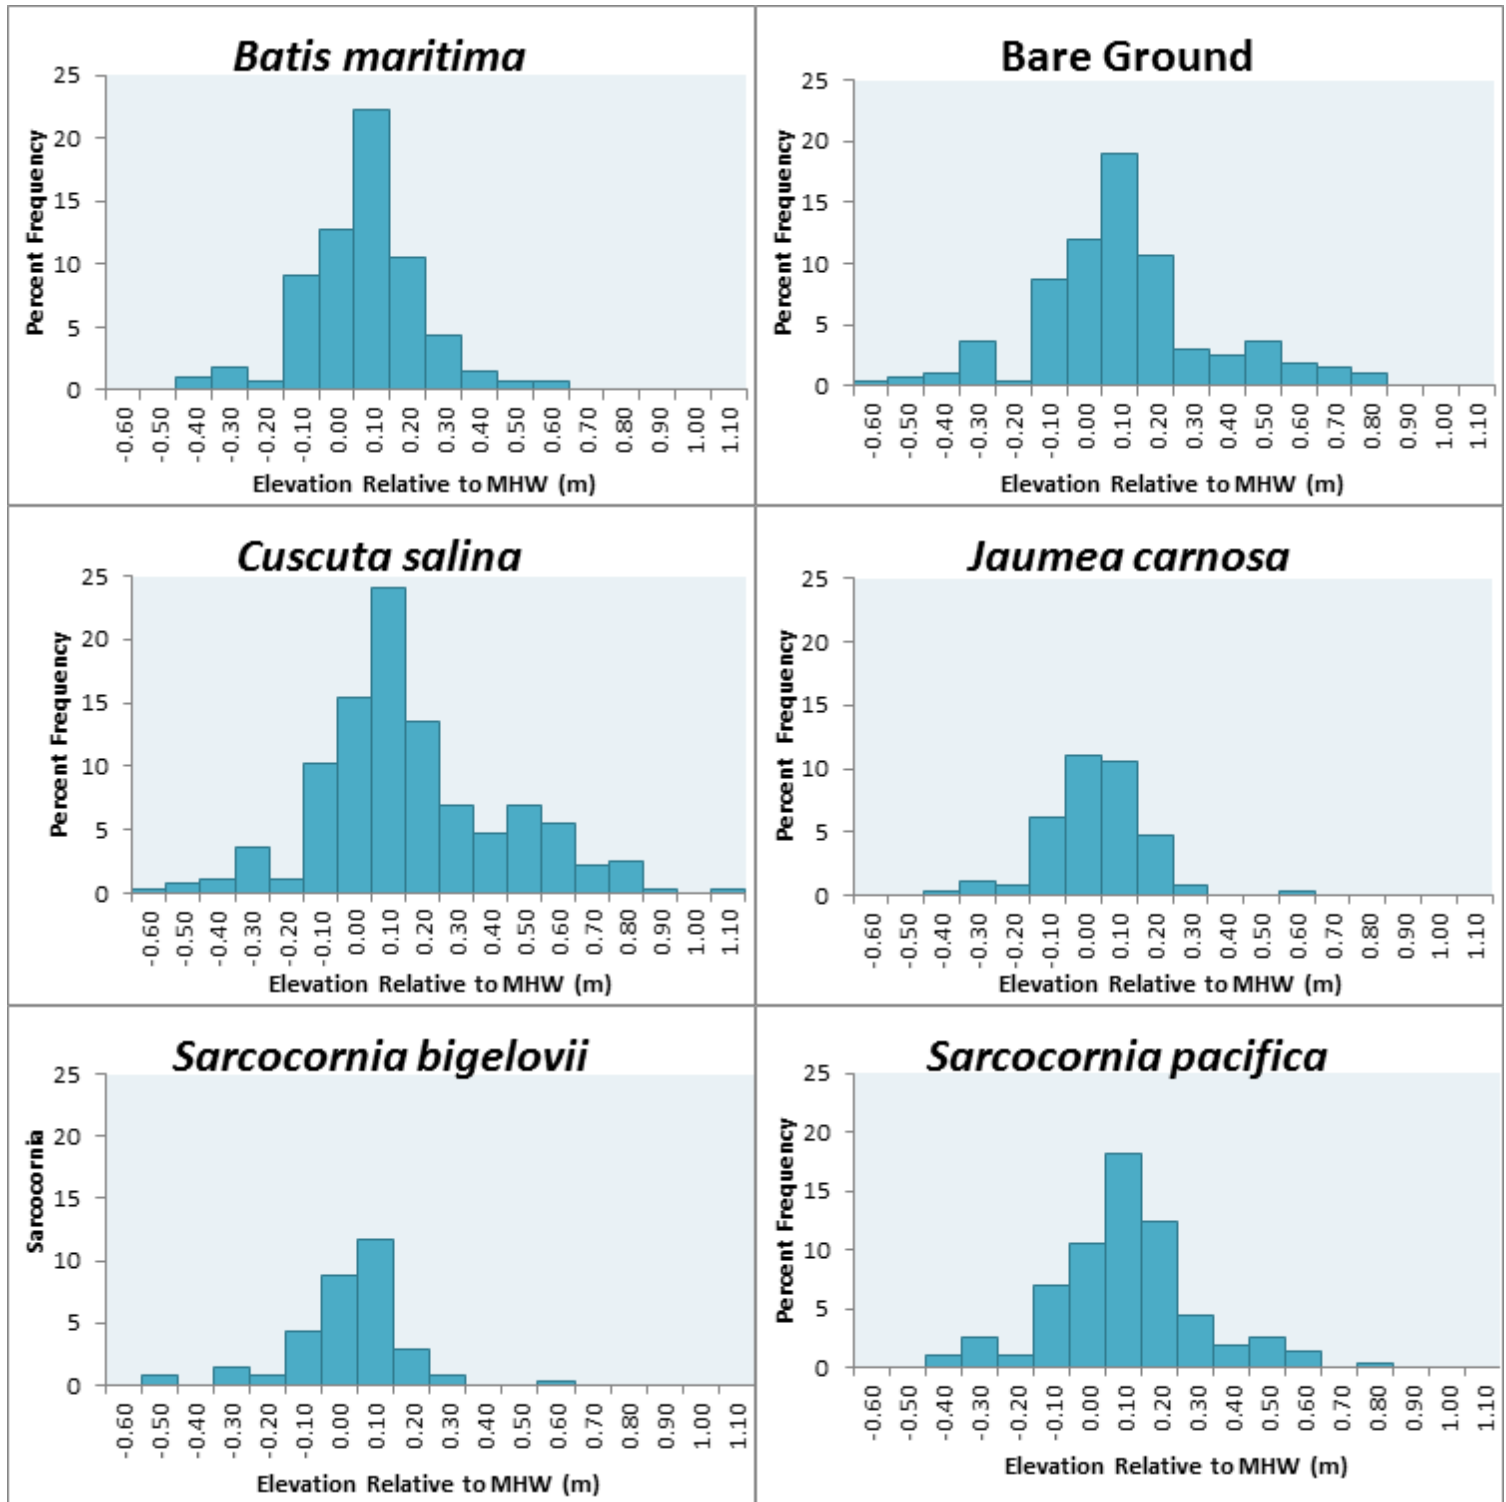 Batis maritima
25
20
15
10
5
0
Percent Frequency
-0.60 -0.50 -0.40 -0.30 -0.20 -0.10 0.00 0.10 0.20 0.30 0.40 0.50 0.60 0.70 0.80 0.90 1.00 1.10
Elevation Relative to MHW (m)
Bare Ground
25
20
15
10
5
0
Percent Frequency
-0.60 -0.50 -0.40 -0.30 -0.20 -0.10 0.00 0.10 0.20 0.30 0.40 0.50 0.60 0.70 0.80 0.90 1.00 1.10
Elevation Relative to MHW (m)
Cuscuta salina
25
20
15
10
5
0
Percent Frequency
-0.60 -0.50 -0.40 -0.30 -0.20 -0.10 0.00 0.10 0.20 0.30 0.40 0.50 0.60 0.70 0.80 0.90 1.00 1.10
Elevation Relative to MHW (m)
Jaumea carnosa
25
20
15
10
5
0
Percent Frequency
-0.60 -0.50 -0.40 -0.30 -0.20 -0.10 0.00 0.10 0.20 0.30 0.40 0.50 0.60 0.70 0.80 0.90 1.00 1.10
Elevation Relative to MHW (m)
Sarcocornia bigelovii
25
20
15
10
5
0
Sarcocornia
-0.60 -0.50 -0.40 -0.30 -0.20 -0.10 0.00 0.10 0.20 0.30 0.40 0.50 0.60 0.70 0.80 0.90 1.00 1.10
Elevation Relative to MHW (m)
Sarcocornia pacifica
25
20
15
10
5
0
Percent Frequency
-0.60 -0.50 -0.40 -0.30 -0.20 -0.10 0.00 0.10 0.20 0.30 0.40 0.50 0.60 0.70 0.80 0.90 1.00 1.10
Elevation Relative to MHW (m)